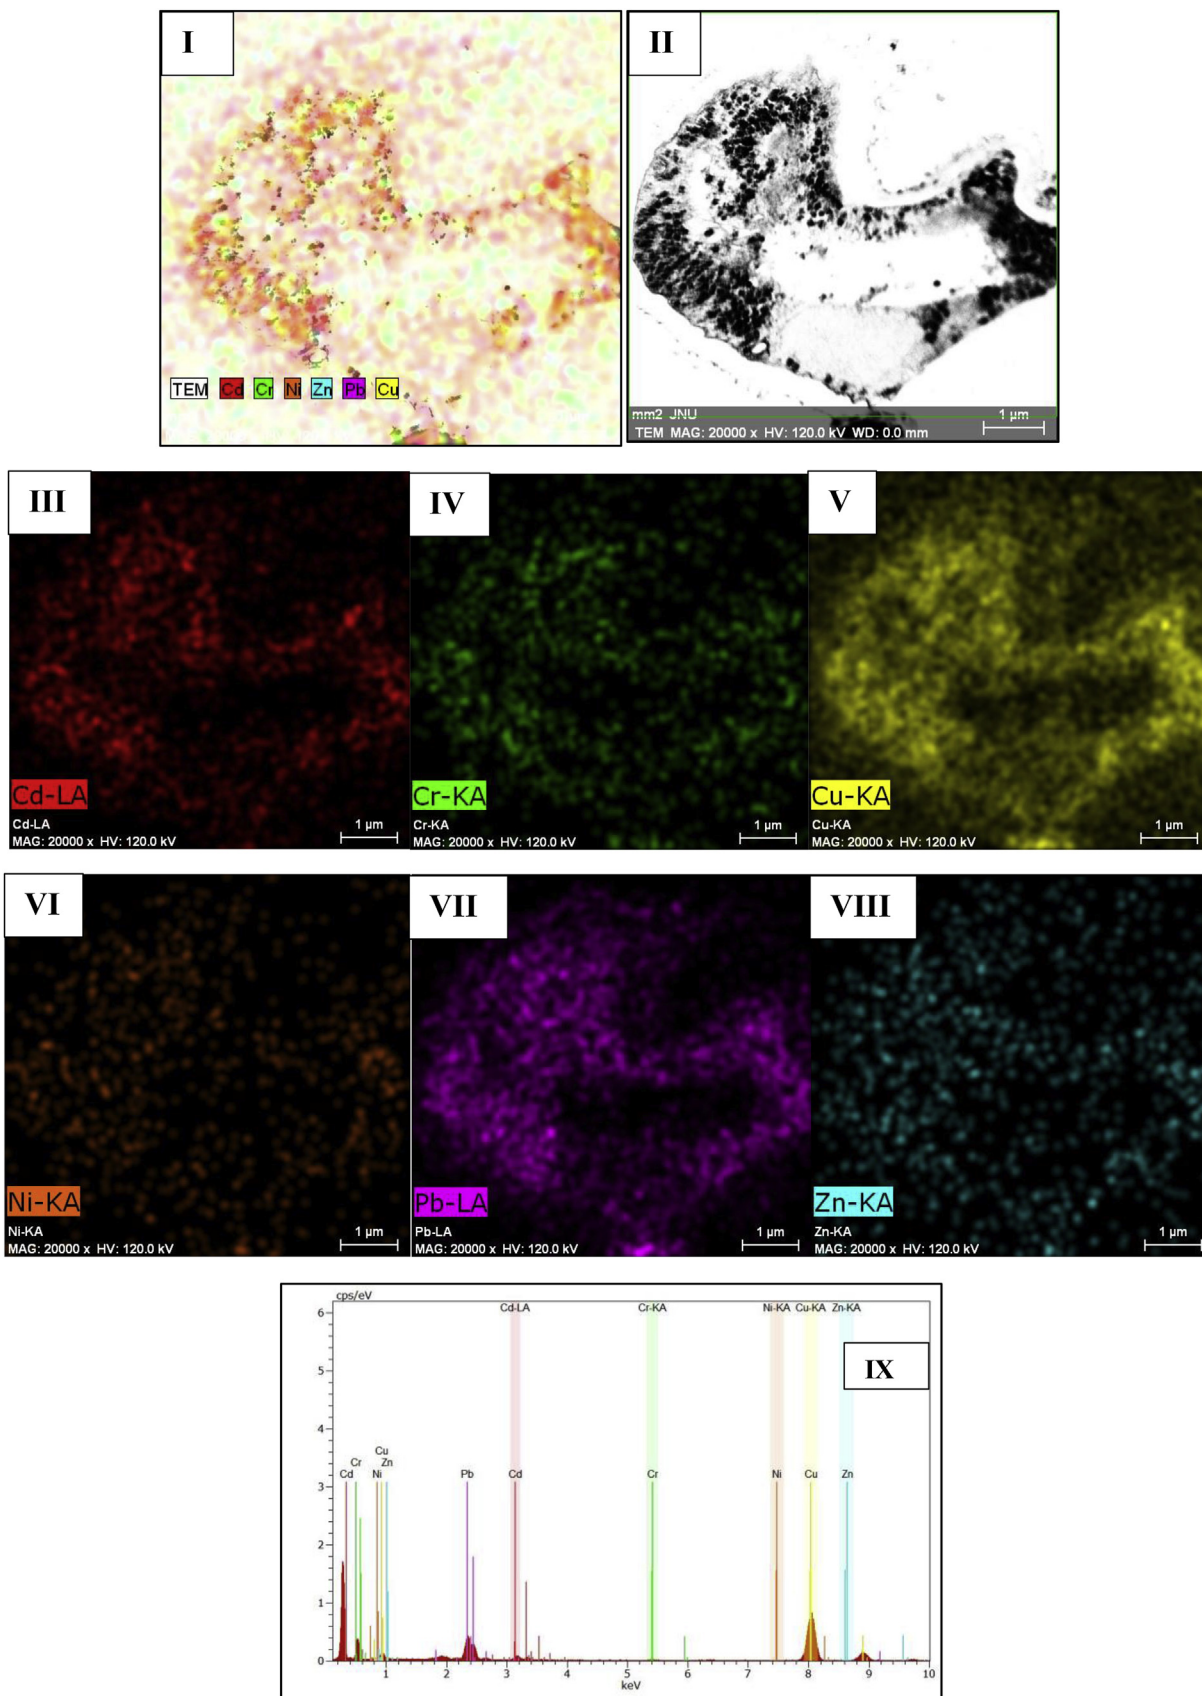 I
TEM Cd Cr Ni Zn Pb Cu
II
mm2 JNU
1 µm
TEM MAG: 20000 x HV: 120.0 kV WD: 0.0 mm
III
Cd-LA
Cd-LA
MAG: 20000 x HV: 120.0 kV
1 µm
IV
Cr-KA
Cr-KA
MAG: 20000 x HV: 120.0 kV
1 µm
V
Cu-KA
Cu-KA
MAG: 20000 x HV: 120.0 kV
1 µm
VI
Ni-KA
Ni-KA
MAG: 20000 x HV: 120.0 kV
1 µm
VII
Pb-LA
Pb-LA
MAG: 20000 x HV: 120.0 kV
1 µm
VIII
Zn-KA
Zn-KA
MAG: 20000 x HV: 120.0 kV
1 µm
cps/eV
Cd-LA Cr-KA Ni-KA Cu-KA Zn-KA
6
IX
5
4
Cu
Cr Zn
Cd Ni Pb Cd Cr Ni Cu Zn
3
2
1
0
1 2 3 4 5 6 7 8 9 10
keV